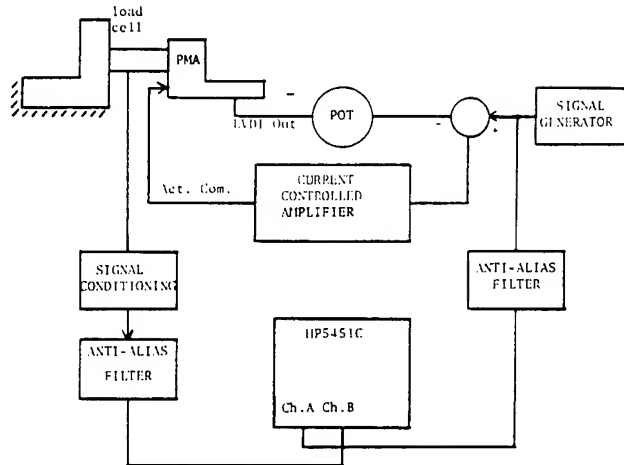 load
cell
PMA
-
LVDT Out
POT
-
+
SIGNAL
GENERATOR
Act. Com.
CURRENT
CONTROLLED
AMPLIFIER
SIGNAL
CONDITIONING
ANTI-ALIAS
FILTER
ANTI-ALIAS
FILTER
HP5451C
Ch.A Ch.B